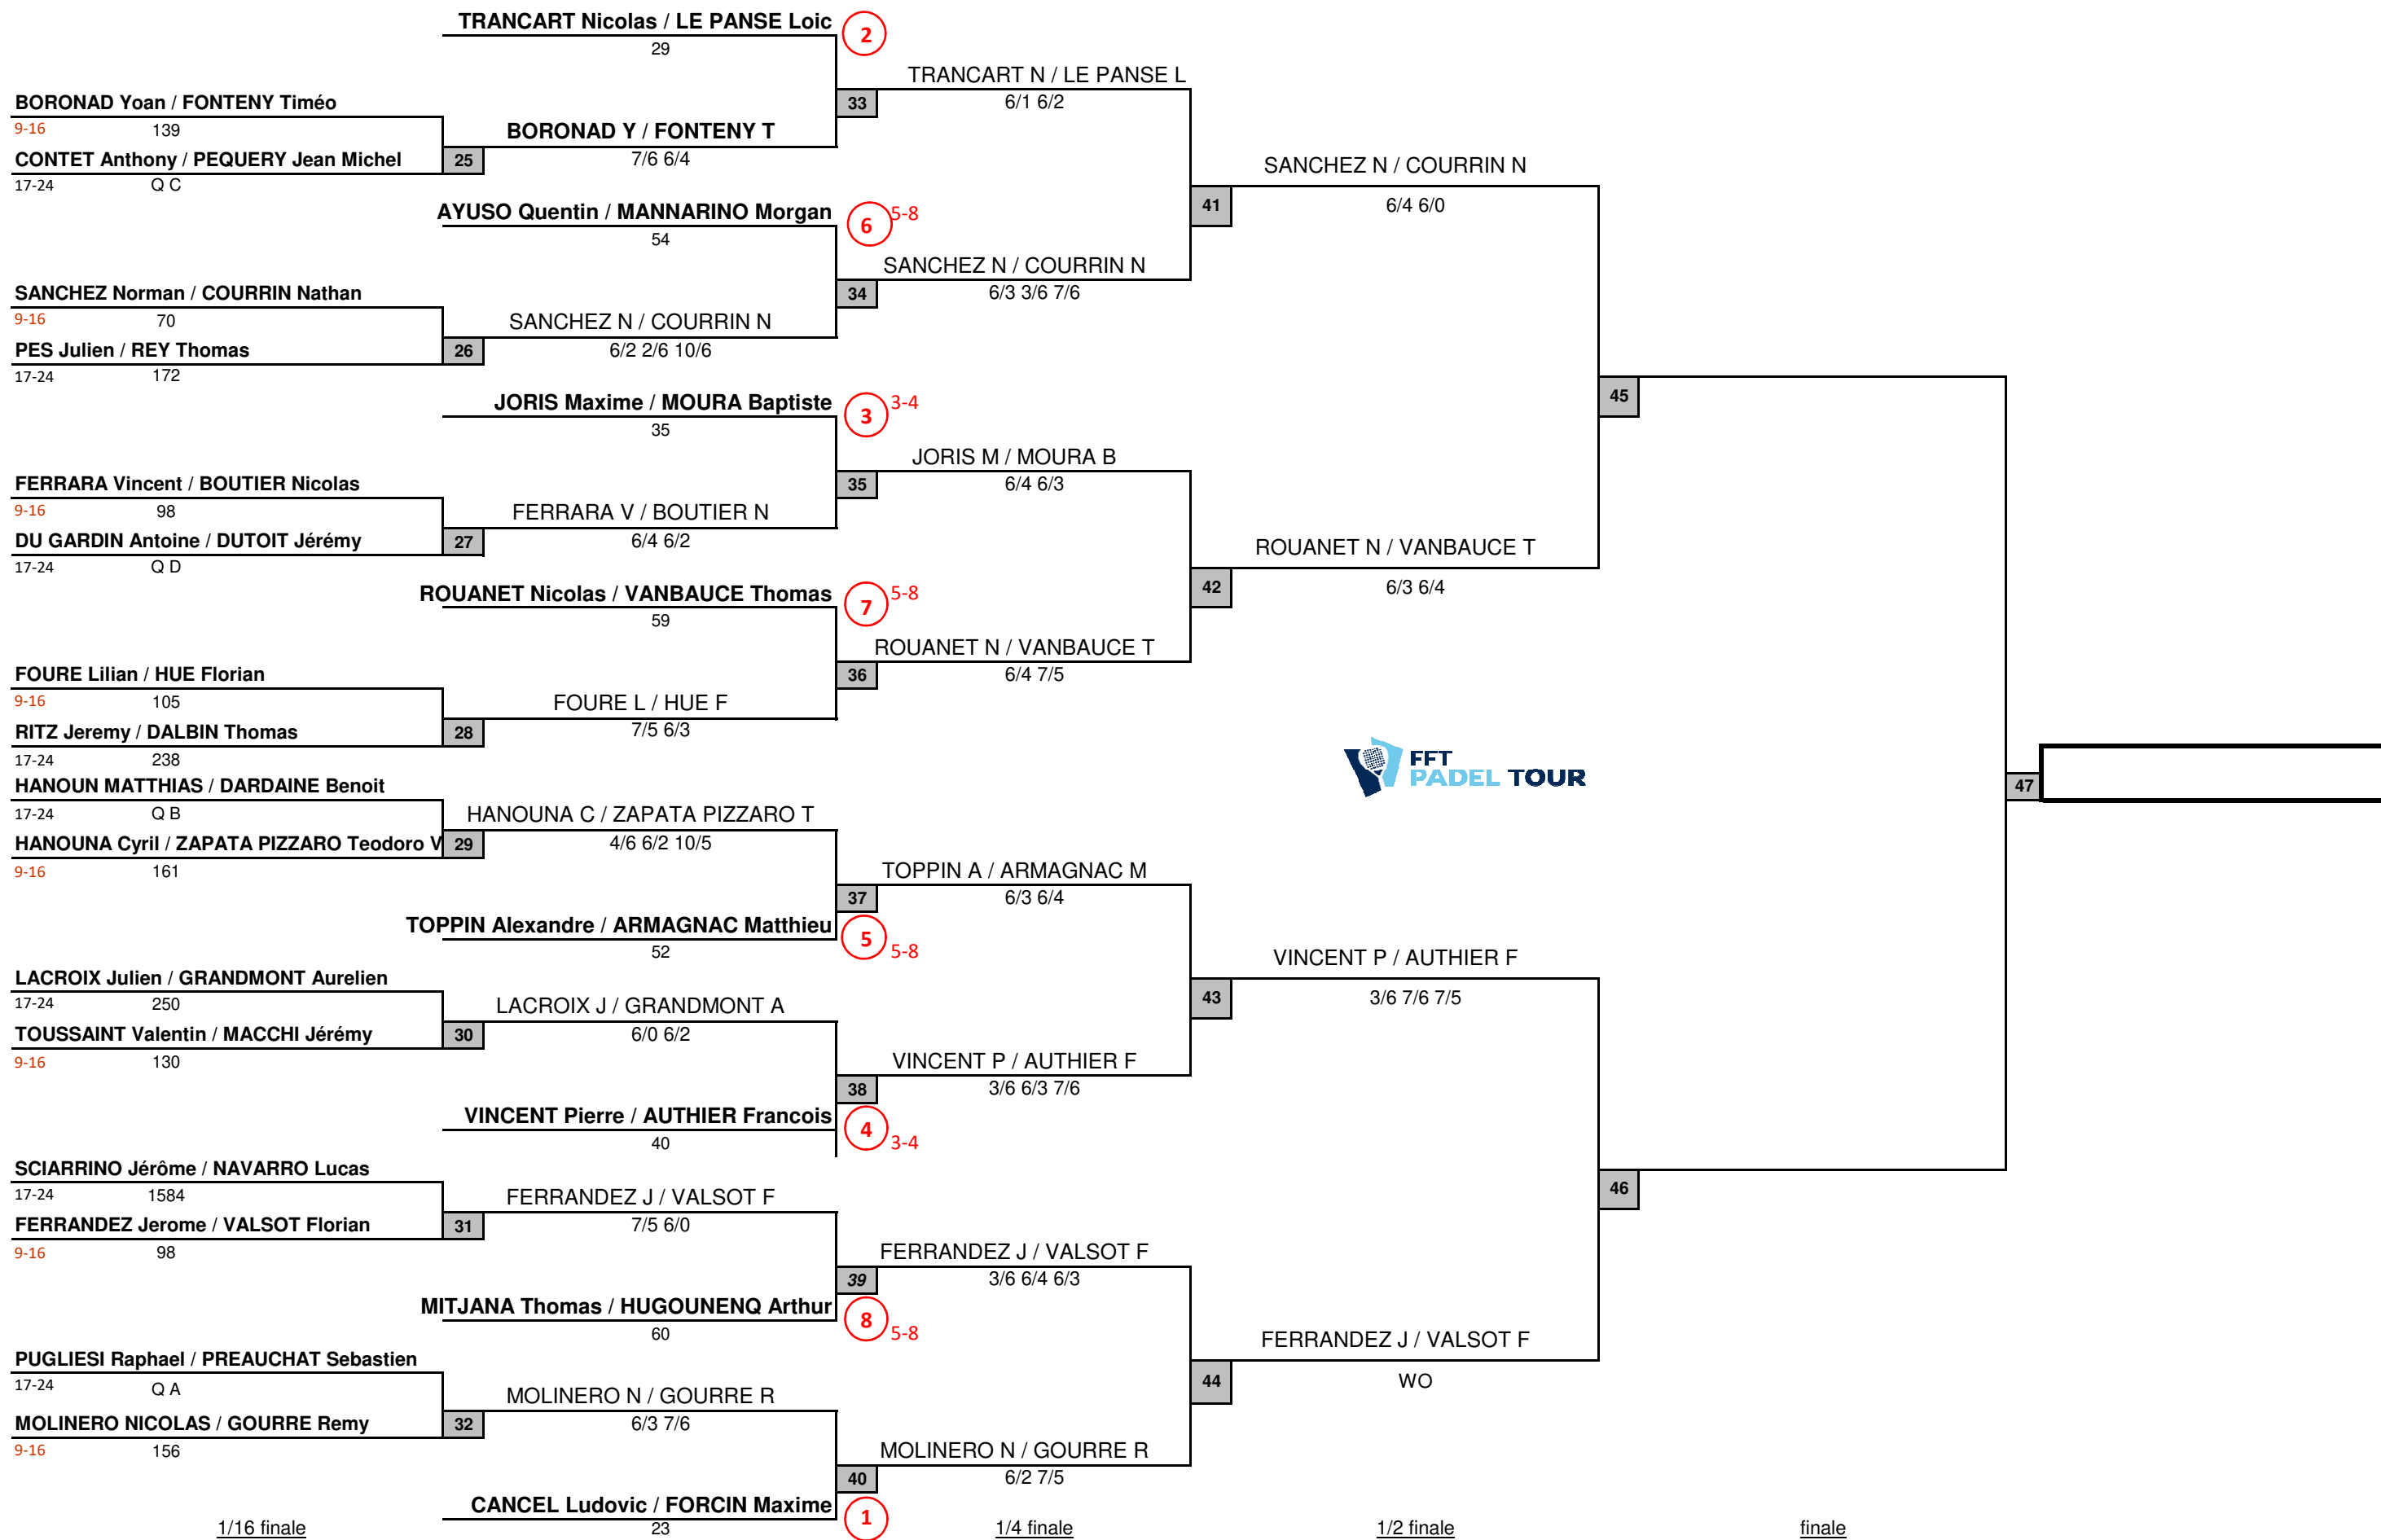 TRANCART Nicolas / LE PANSE Loic
2
29
TRANCART N / LE PANSE L
BORONAD Yoan / FONTENY Timéo
33
6/1 6/2
9-16
139
BORONAD Y / FONTENY T
CONTET Anthony / PEQUERY Jean Michel
25
7/6 6/4
17-24
Q C
SANCHEZ N / COURRIN N
AYUSO Quentin / MANNARINO Morgan
6
5-8
41
6/4 6/0
54
SANCHEZ N / COURRIN N
SANCHEZ Norman / COURRIN Nathan
34
6/3 3/6 7/6
9-16
70
SANCHEZ N / COURRIN N
PES Julien / REY Thomas
26
6/2 2/6 10/6
17-24
172
JORIS Maxime / MOURA Baptiste
3
3-4
45
35
JORIS M / MOURA B
FERRARA Vincent / BOUTIER Nicolas
35
6/4 6/3
9-16
98
FERRARA V / BOUTIER N
DU GARDIN Antoine / DUTOIT Jérémy
27
6/4 6/2
17-24
Q D
ROUANET N / VANBAUCE T
ROUANET Nicolas / VANBAUCE Thomas
7
5-8
42
6/3 6/4
59
ROUANET N / VANBAUCE T
FOURE Lilian / HUE Florian
36
6/4 7/5
9-16
105
FOURE L / HUE F
RITZ Jeremy / DALBIN Thomas
28
7/5 6/3
17-24
238
FFT
PADEL TOUR
47
HANOUN MATTHIAS / DARDAINE Benoit
17-24
Q B
HANOUNA C / ZAPATA PIZZARO T
HANOUNA Cyril / ZAPATA PIZZARO Teodoro V
29
4/6 6/2 10/5
9-16
161
TOPPIN A / ARMAGNAC M
37
6/3 6/4
TOPPIN Alexandre / ARMAGNAC Matthieu
5
5-8
52
VINCENT P / AUTHIER F
LACROIX Julien / GRANDMONT Aurelien
17-24
250
LACROIX J / GRANDMONT A
43
3/6 7/6 7/5
TOUSSAINT Valentin / MACCHI Jérémy
30
6/0 6/2
9-16
130
VINCENT P / AUTHIER F
38
3/6 6/3 7/6
VINCENT Pierre / AUTHIER Francois
4
3-4
40
SCIARRINO Jérôme / NAVARRO Lucas
17-24
1584
FERRANDEZ J / VALSOT F
46
FERRANDEZ Jerome / VALSOT Florian
31
7/5 6/0
9-16
98
FERRANDEZ J / VALSOT F
39
3/6 6/4 6/3
MITJANA Thomas / HUGOUNENQ Arthur
8
5-8
60
FERRANDEZ J / VALSOT F
PUGLIESI Raphael / PREAUCHAT Sebastien
17-24
Q A
44
WO
MOLINERO N / GOURRE R
MOLINERO NICOLAS / GOURRE Remy
32
6/3 7/6
9-16
156
MOLINERO N / GOURRE R
40
6/2 7/5
CANCEL Ludovic / FORCIN Maxime
1
23
1/16 finale
1/4 finale
1/2 finale
finale